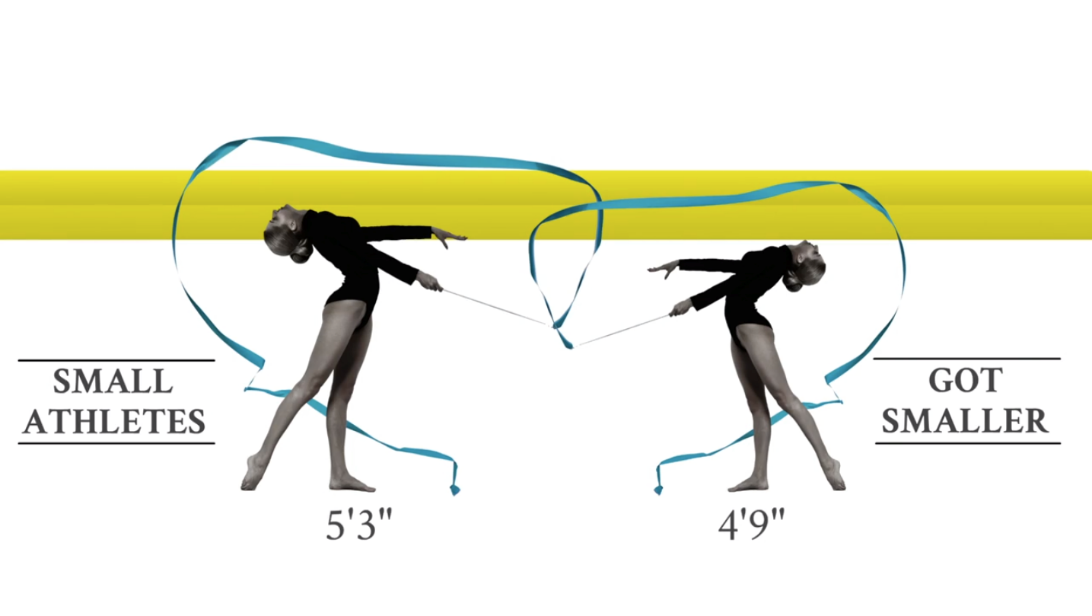 SMALL
ATHLETES
5'3"
4'9"
GOT
SMALLER